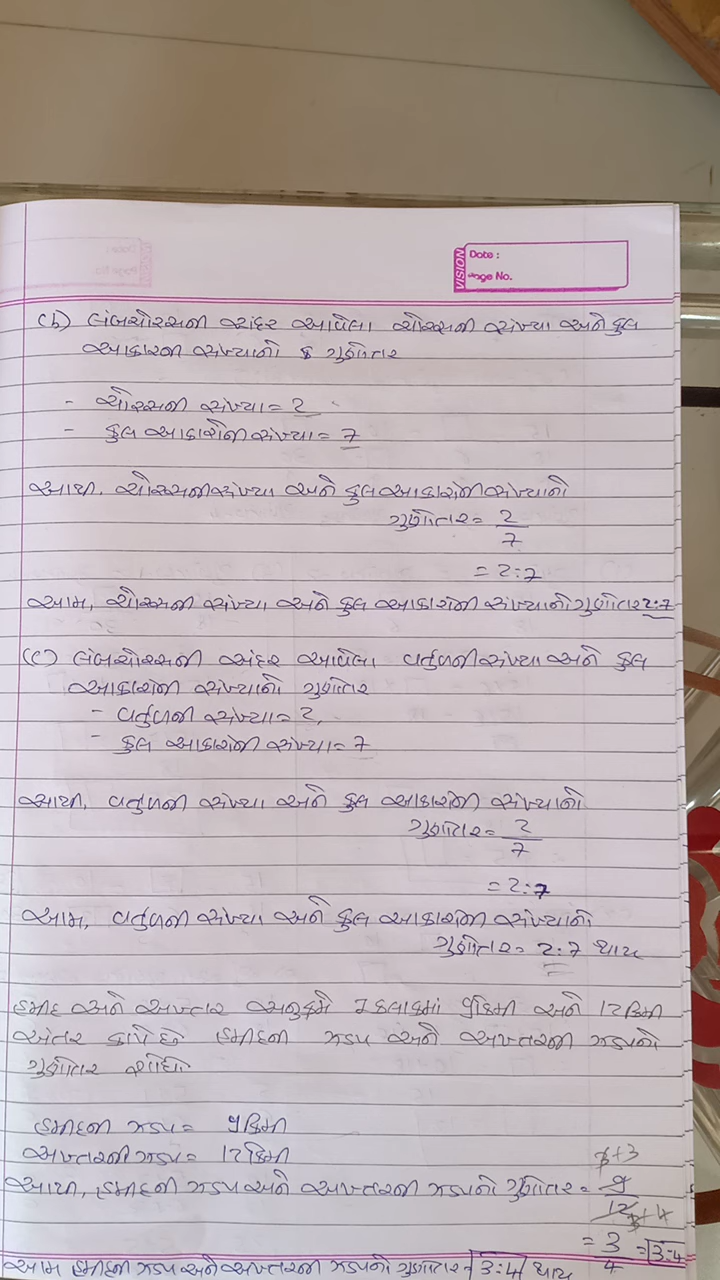 VISION
Date :
Page No.
(b) લંબચોરસની અંદર આપેલા ચોરસની સંખ્યા અને કુલ
આકારની સંખ્યાનો ગુણોત્તર
- ચોરસની સંખ્યા = 2
- કુલ આકારોની સંખ્યા = 7
આથી, ચોરસની સંખ્યા અને કુલ આકારોની સંખ્યાનો
ગુણોત્તર = 2/7
= 2:7
આમ, ચોરસની સંખ્યા અને કુલ આકારોની સંખ્યાનો ગુણોત્તર 2:7
(c) લંબચોરસની અંદર આપેલા વર્તુળની સંખ્યા અને કુલ
આકારોની સંખ્યાનો ગુણોત્તર
- વર્તુળની સંખ્યા = 2,
- કુલ આકારોની સંખ્યા = 7
આથી, વર્તુળની સંખ્યા અને કુલ આકારોની સંખ્યાનો
ગુણોત્તર = 2/7
= 2:7
આમ, વર્તુળની સંખ્યા અને કુલ આકારોની સંખ્યાનો
ગુણોત્તર = 2:7 થાય
હમીદ અને અખ્તર અનુક્રમે 1 કલાકમાં 9 કિમી અને 12 કિમી
અંતર કાપે છે હમીદની ઝડપ અને અખ્તરની ઝડપનો
ગુણોત્તર શોધો
હમીદની ઝડપ = 9 કિમી
અખ્તરની ઝડપ = 12 કિમી
આથી, હમીદની ઝડપ અને અખ્તરની ઝડપનો ગુણોત્તર = 9/12
= 3/4 = 3:4
આમ હમીદની ઝડપ અને અખ્તરની ઝડપનો ગુણોત્તર = 3:4 થાય